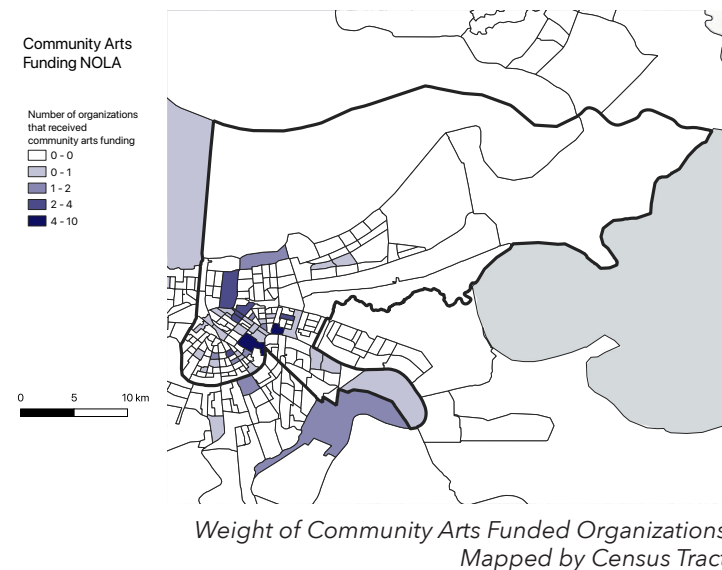 Community Arts
Funding NOLA
Number of organizations
that received
community arts funding
0 - 0
0 - 1
1 - 2
2 - 4
4 - 10
0 5 10 km
Weight of Community Arts Funded Organizations
Mapped by Census Tract